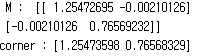 M :  [[ 1.25472695 -0.00210126]
 [-0.00210126  0.76569232]]
corner : [1.25473598 0.76568329]